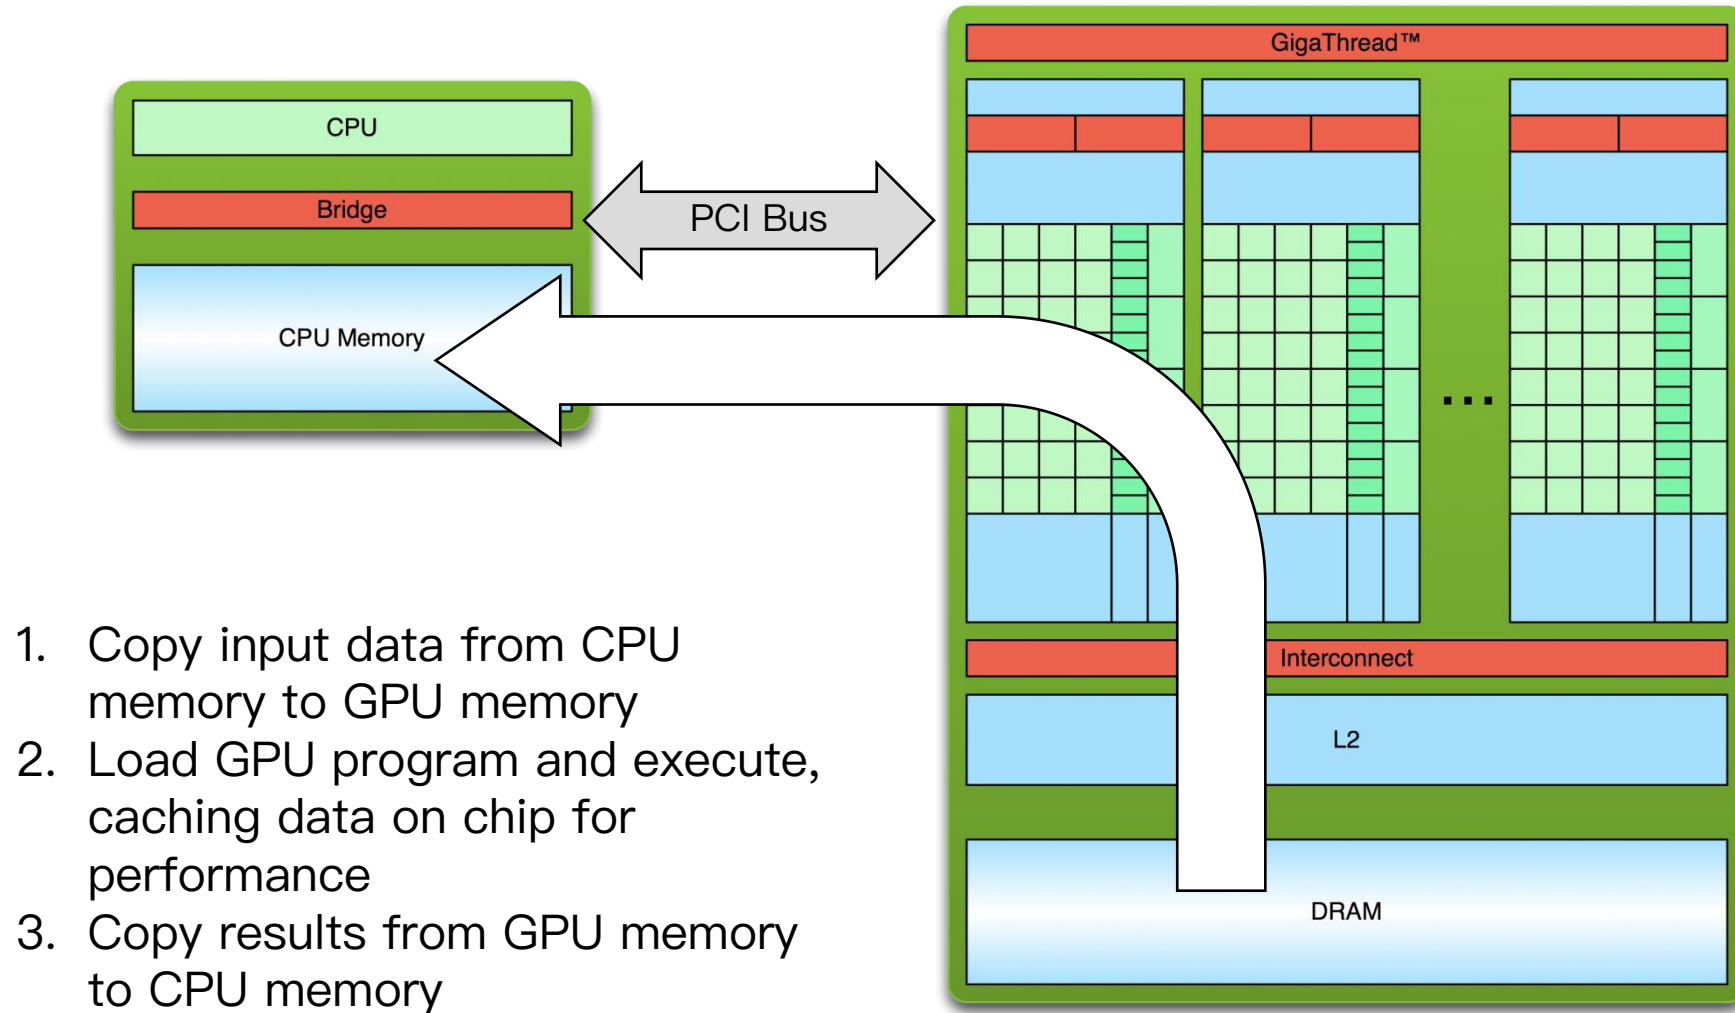 GigaThread™
CPU
Bridge
PCI Bus
CPU Memory
...
Interconnect
L2
DRAM
1. Copy input data from CPU
memory to GPU memory
2. Load GPU program and execute,
caching data on chip for
performance
3. Copy results from GPU memory
to CPU memory